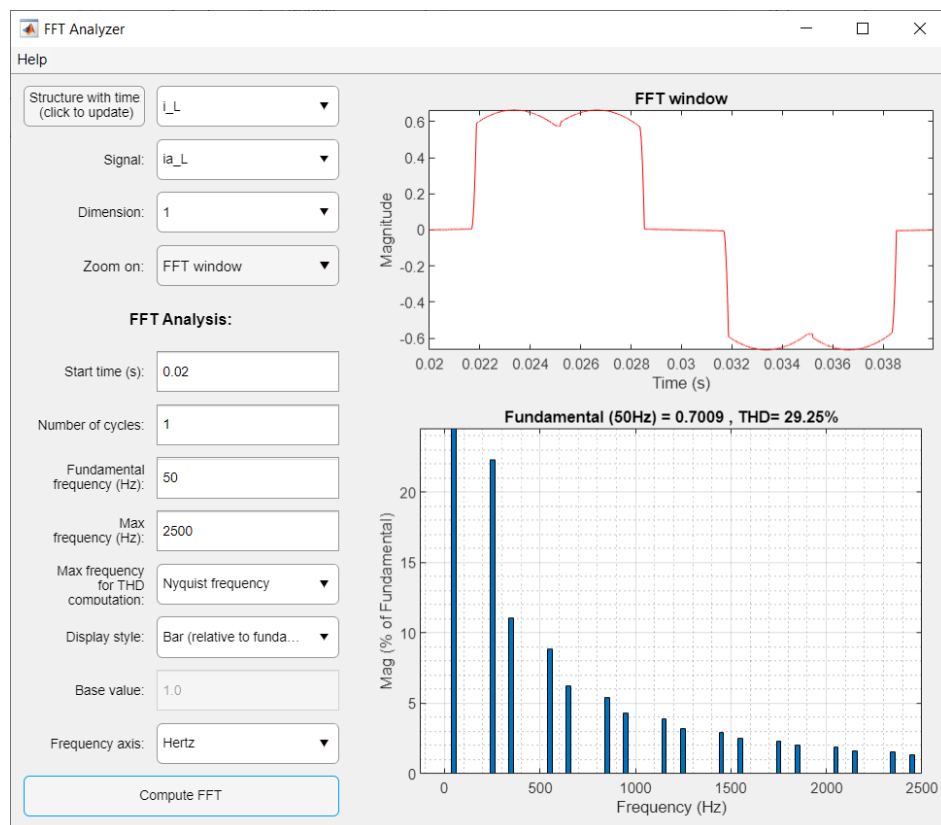 FFT Analyzer
Help
Structure with time
(click to update)
i_L
Signal:
ia_L
Dimension:
1
Zoom on:
FFT window
FFT Analysis:
Start time (s):
0.02
Number of cycles:
1
Fundamental
frequency (Hz):
50
Max
frequency (Hz):
2500
Max frequency
for THD
computation:
Nyquist frequency
Display style:
Bar (relative to funda...
Base value:
1.0
Frequency axis:
Hertz
Compute FFT
FFT window
Magnitude
0.6
0.4
0.2
0
-0.2
-0.4
-0.6
0.02 0.022 0.024 0.026 0.028 0.03 0.032 0.034 0.036 0.038
Time (s)
Fundamental (50Hz) = 0.7009 , THD= 29.25%
Mag (% of Fundamental)
20
15
10
5
0
0 500 1000 1500 2000 2500
Frequency (Hz)